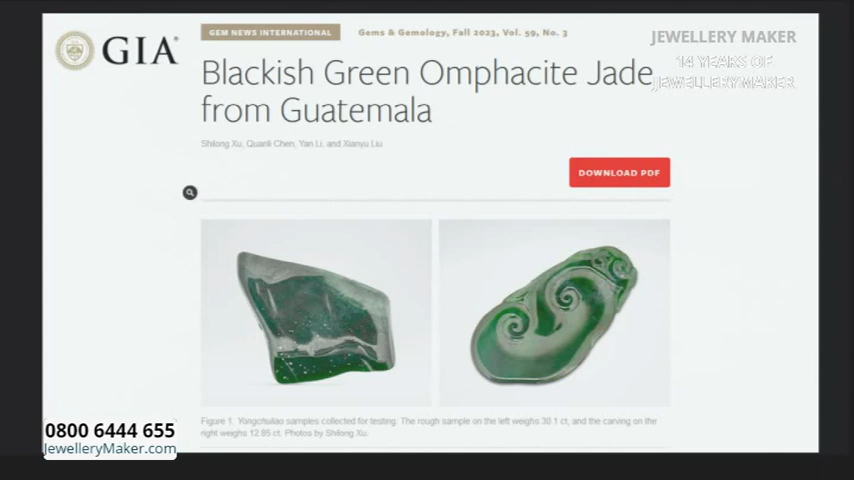 GIA®
GEM NEWS INTERNATIONAL
Gems & Gemology, Fall 2023, Vol. 59, No. 3
JEWELLERY MAKER
14 YEARS OF
JEWELLERYMAKER
Blackish Green Omphacite Jade
from Guatemala
Shilong Xu, Quanli Chen, Yan Li, and Xianyu Liu
DOWNLOAD PDF
Figure 1. Yongchuliao samples collected for testing. The rough sample on the left weighs 30.1 ct, and the carving on the
right weighs 12.85 ct. Photos by Shilong Xu.
0800 6444 655
JewelleryMaker.com